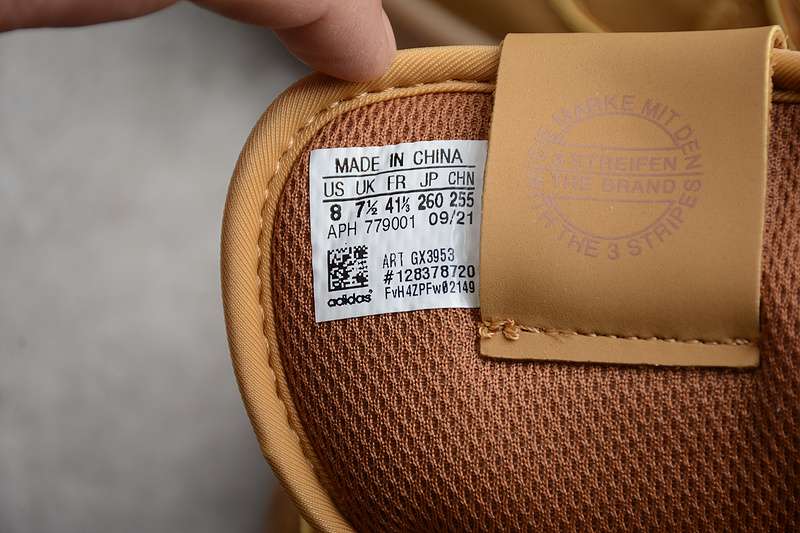 MADE IN CHINA
US UK FR JP CHN
8 7½ 41⅓ 260 255
APH 779001 09/21
ART GX3953
#128378720
FvH4ZPFw02149
adidas
MARKE MIT DEN
3 STREIFEN
THE BRAND
THE 3 STRIPES